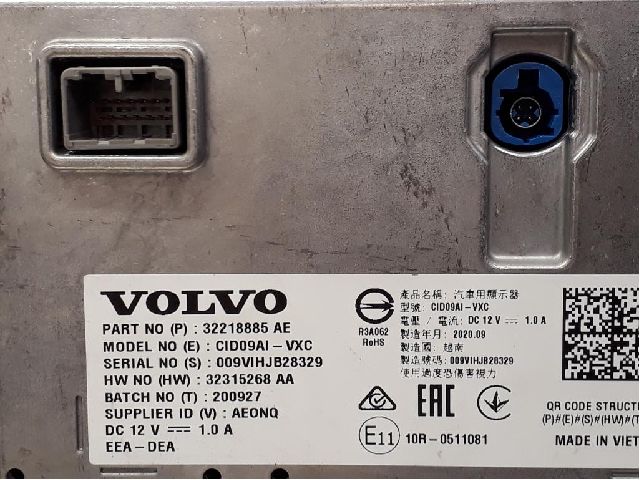 VOLVO
PART NO (P) : 32218885 AE
MODEL NO (E) : CID09AI-VXC
SERIAL NO (S) : 009VIHJB28329
HW NO (HW) : 32315268 AA
BATCH NO (T) : 200927
SUPPLIER ID (V) : AEONQ
DC 12 V ⎓ 1.0 A
EEA-DEA
R3A062
RoHS
產品名稱: 汽車用顯示器
型號: CID09AI-VXC
電壓 / 電流: DC 12 V ⎓ 1.0 A
製造年月: 2020.09
製造國: 越南
製造號碼: 009VIHJB28329
使用過度恐傷害視力
EAC
E11 10R-0511081
QR CODE STRUCT
(P)#(E)#(S)#(HW)#(T
MADE IN VIET